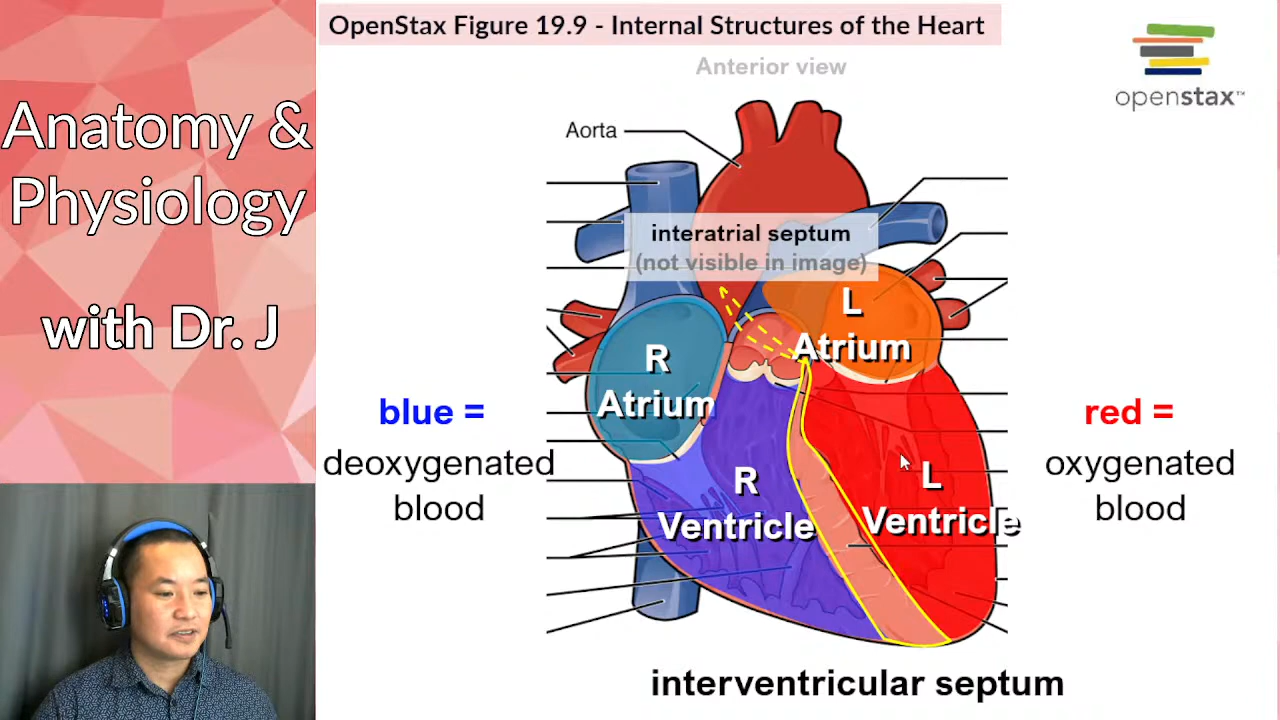 Anatomy &
Physiology
with Dr. J
OpenStax Figure 19.9 - Internal Structures of the Heart
Anterior view
openstax™
Aorta
interatrial septum
(not visible in image)
L
Atrium
R
Atrium
blue =
deoxygenated
blood
red =
oxygenated
blood
R
Ventricle
L
Ventricle
interventricular septum